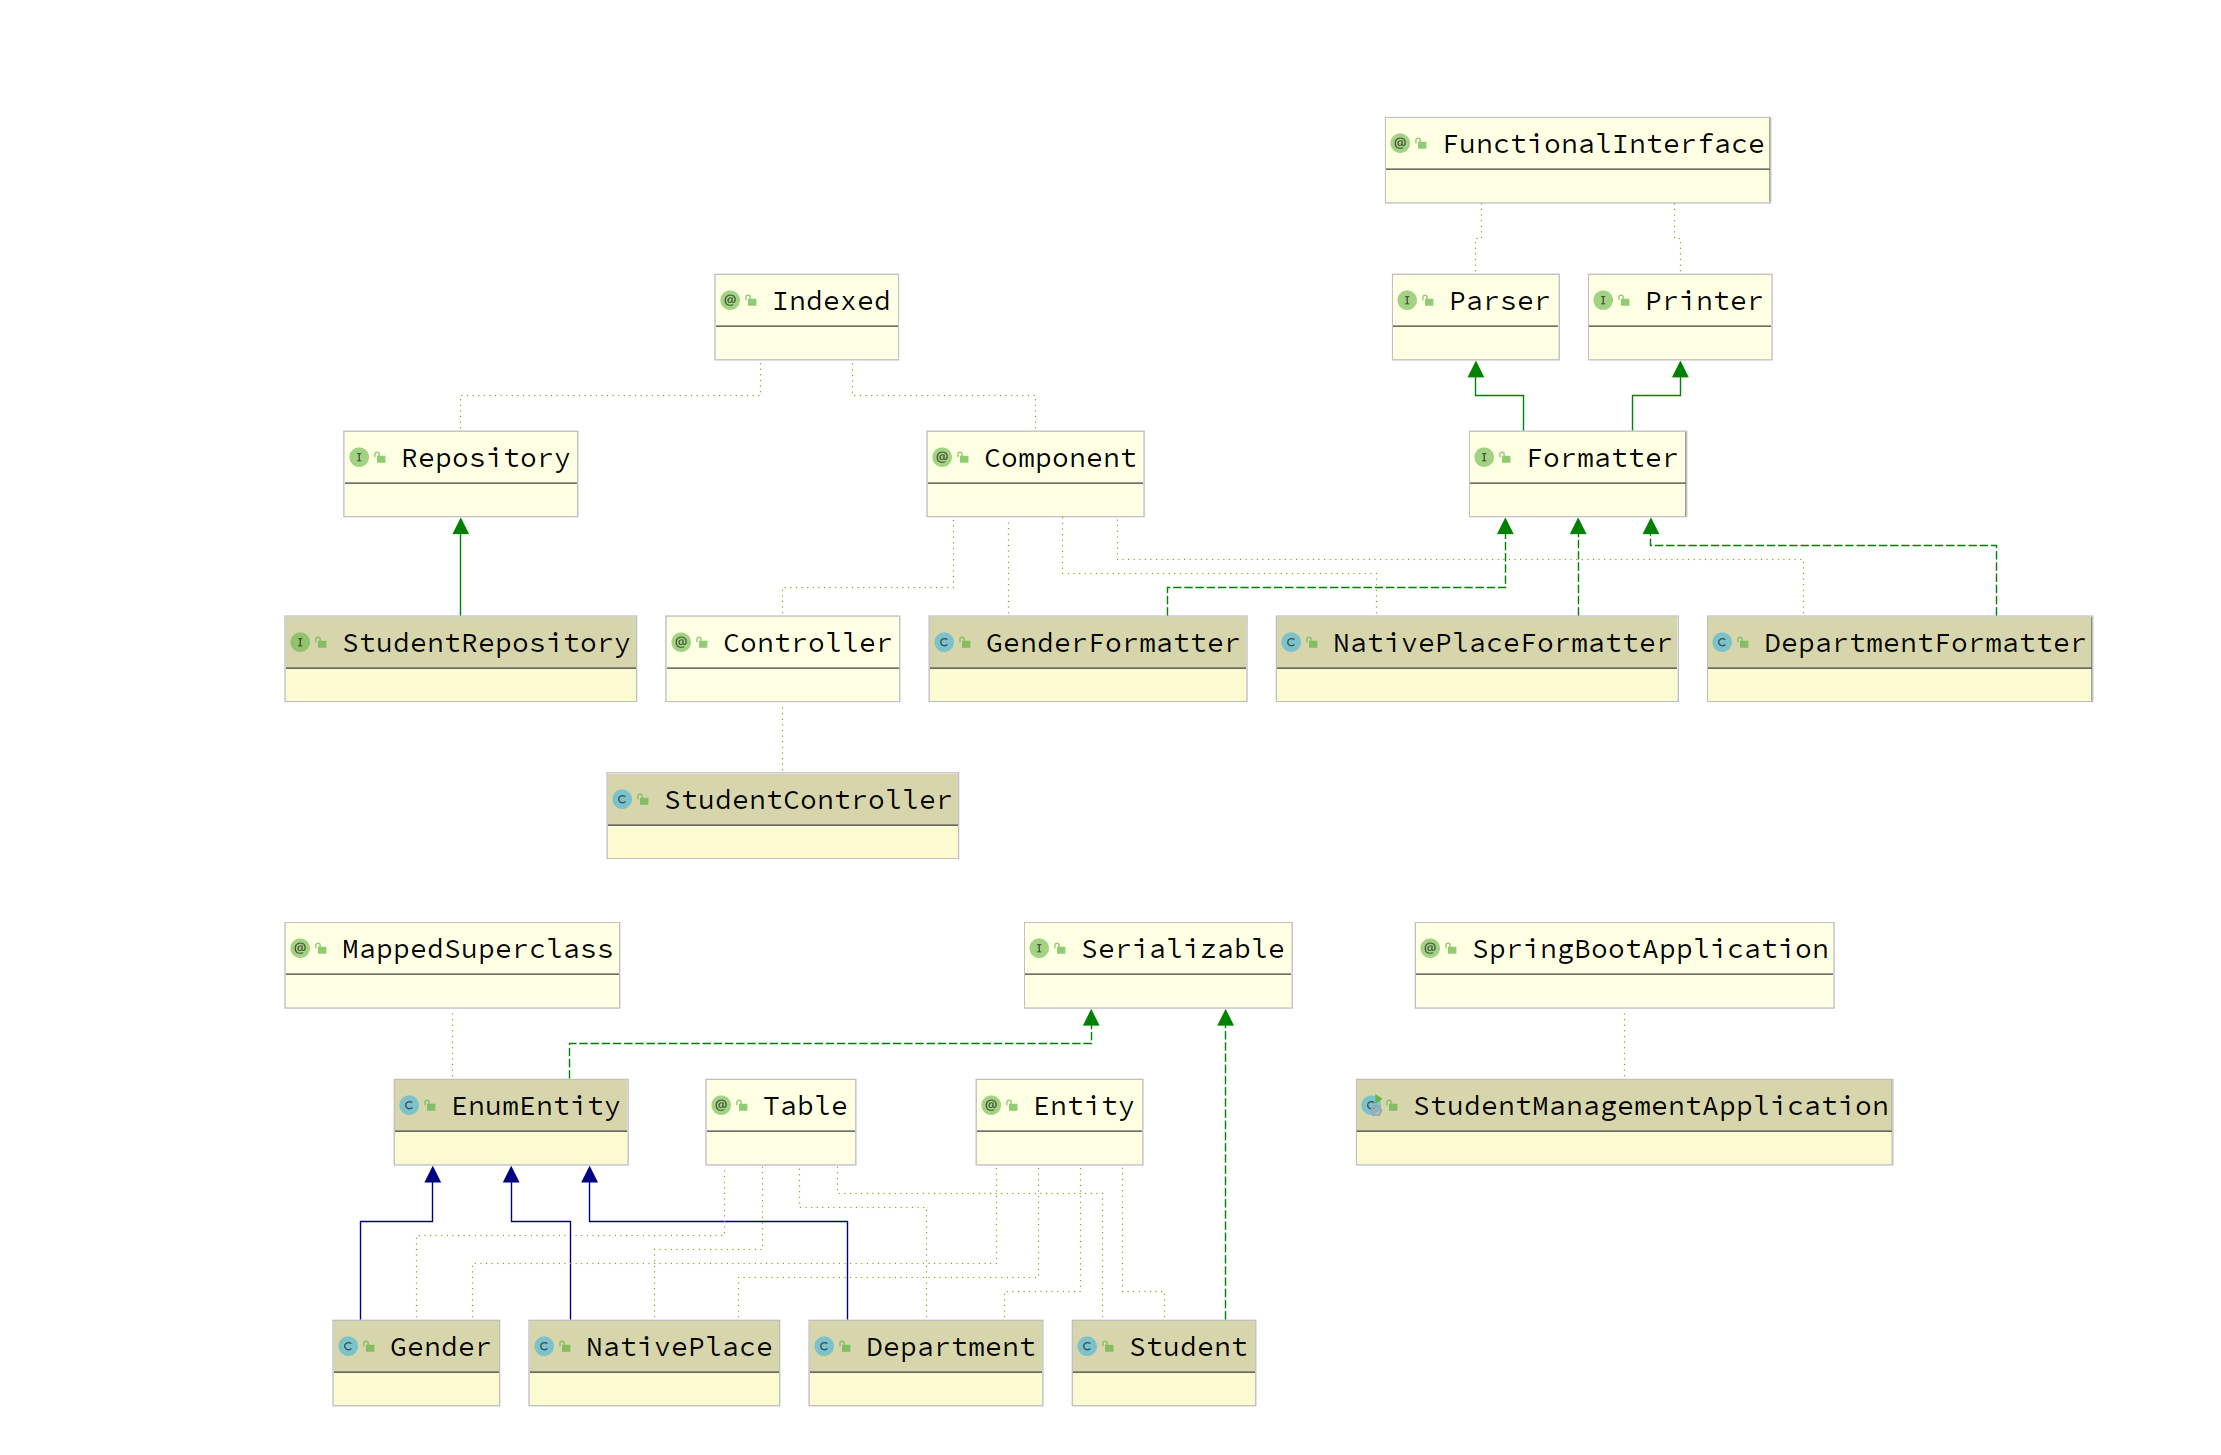 @ FunctionalInterface
@ Indexed
I Parser
I Printer
I Repository
@ Component
I Formatter
I StudentRepository
@ Controller
C GenderFormatter
C NativePlaceFormatter
C DepartmentFormatter
C StudentController
@ MappedSuperclass
I Serializable
@ SpringBootApplication
C EnumEntity
@ Table
@ Entity
C StudentManagementApplication
C Gender
C NativePlace
C Department
C Student